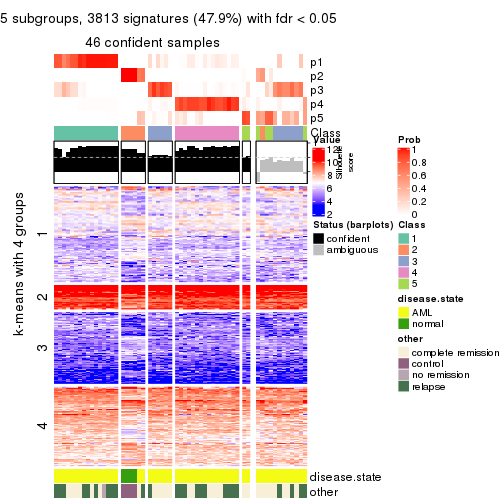 5 subgroups, 3813 signatures (47.9%) with fdr < 0.05
46 confident samples
p1
p2
p3
p4
p5
Class
Silhouette
score
k-means with 4 groups
1
2
3
4
disease.state
other
Value
12
10
8
6
4
2
Prob
1
0.8
0.6
0.4
0.2
0
Status (barplots)
confident
ambiguous
Class
1
2
3
4
5
disease.state
AML
normal
other
complete remission
control
no remission
relapse